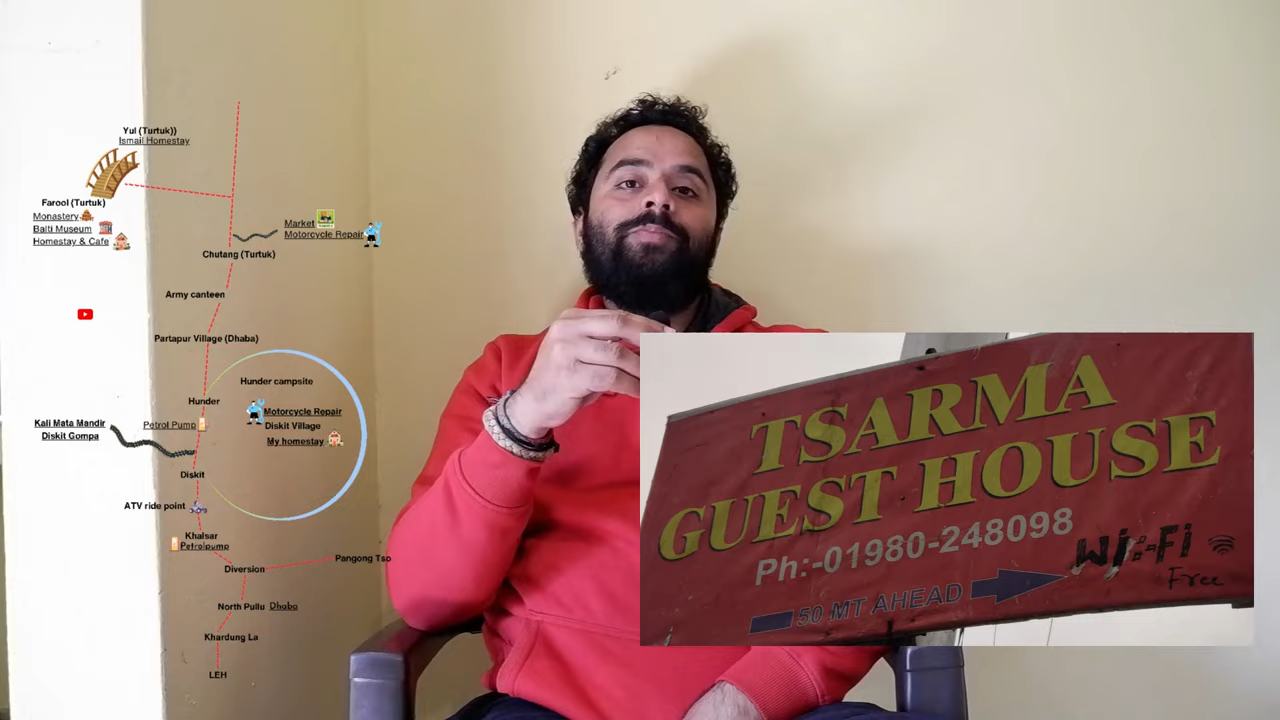 Yul (Turtuk))
Ismail Homestay
Farool (Turtuk)
Monastery
Balti Museum
Homestay & Cafe
Market
Motorcycle Repair
Chutang (Turtuk)
Army canteen
Partapur Village (Dhaba)
Hunder campsite
Hunder
Motorcycle Repair
Diskit Village
My homestay
Petrol Pump
Kali Mata Mandir
Diskit Gompa
Diskit
ATV ride point
Khalsar
Petrolpump
Pangong Tso
Diversion
North Pullu Dhaba
Khardung La
LEH
TSARMA
GUEST HOUSE
Ph:-01980-248098
Wi-Fi
Free
50 MT AHEAD